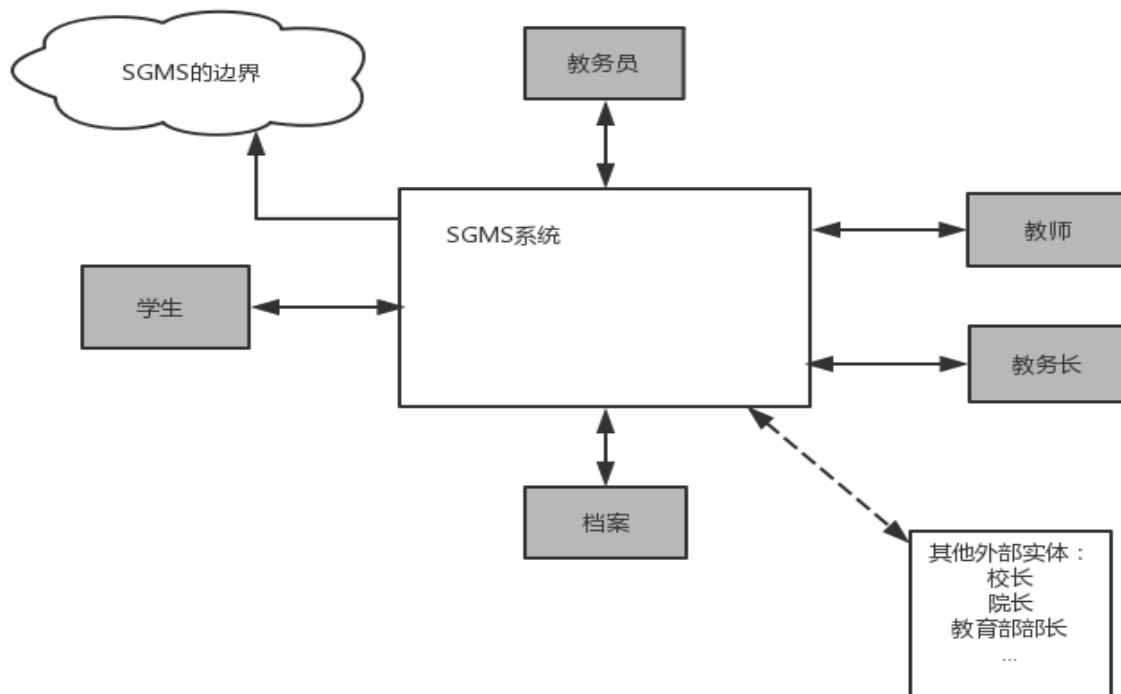 SGMS的边界
教务员
SGMS系统
教师
学生
教务长
档案
其他外部实体：
校长
院长
教育部部长
...